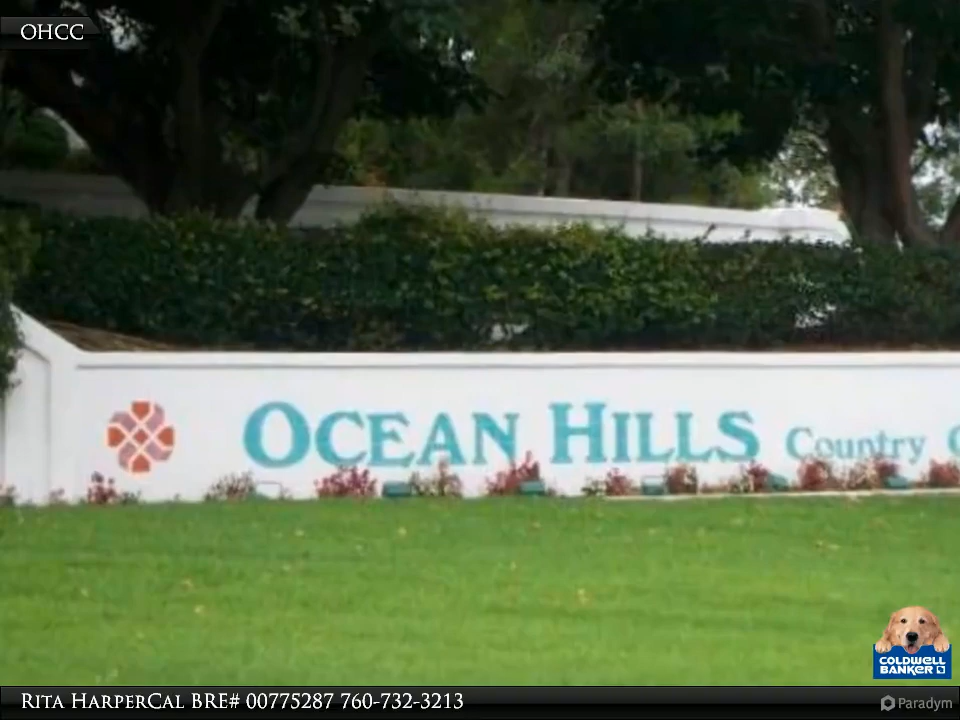 OHCC
OCEAN HILLS Country
COLDWELL
BANKER
RITA HARPERCAL BRE# 00775287 760-732-3213
Paradym